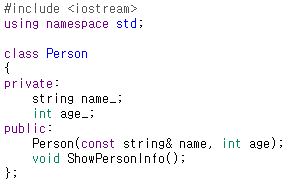 #include <iostream>
using namespace std;
class Person
{
private:
    string name_;
    int age_;
public:
    Person(const string& name, int age);
    void ShowPersonInfo();
};